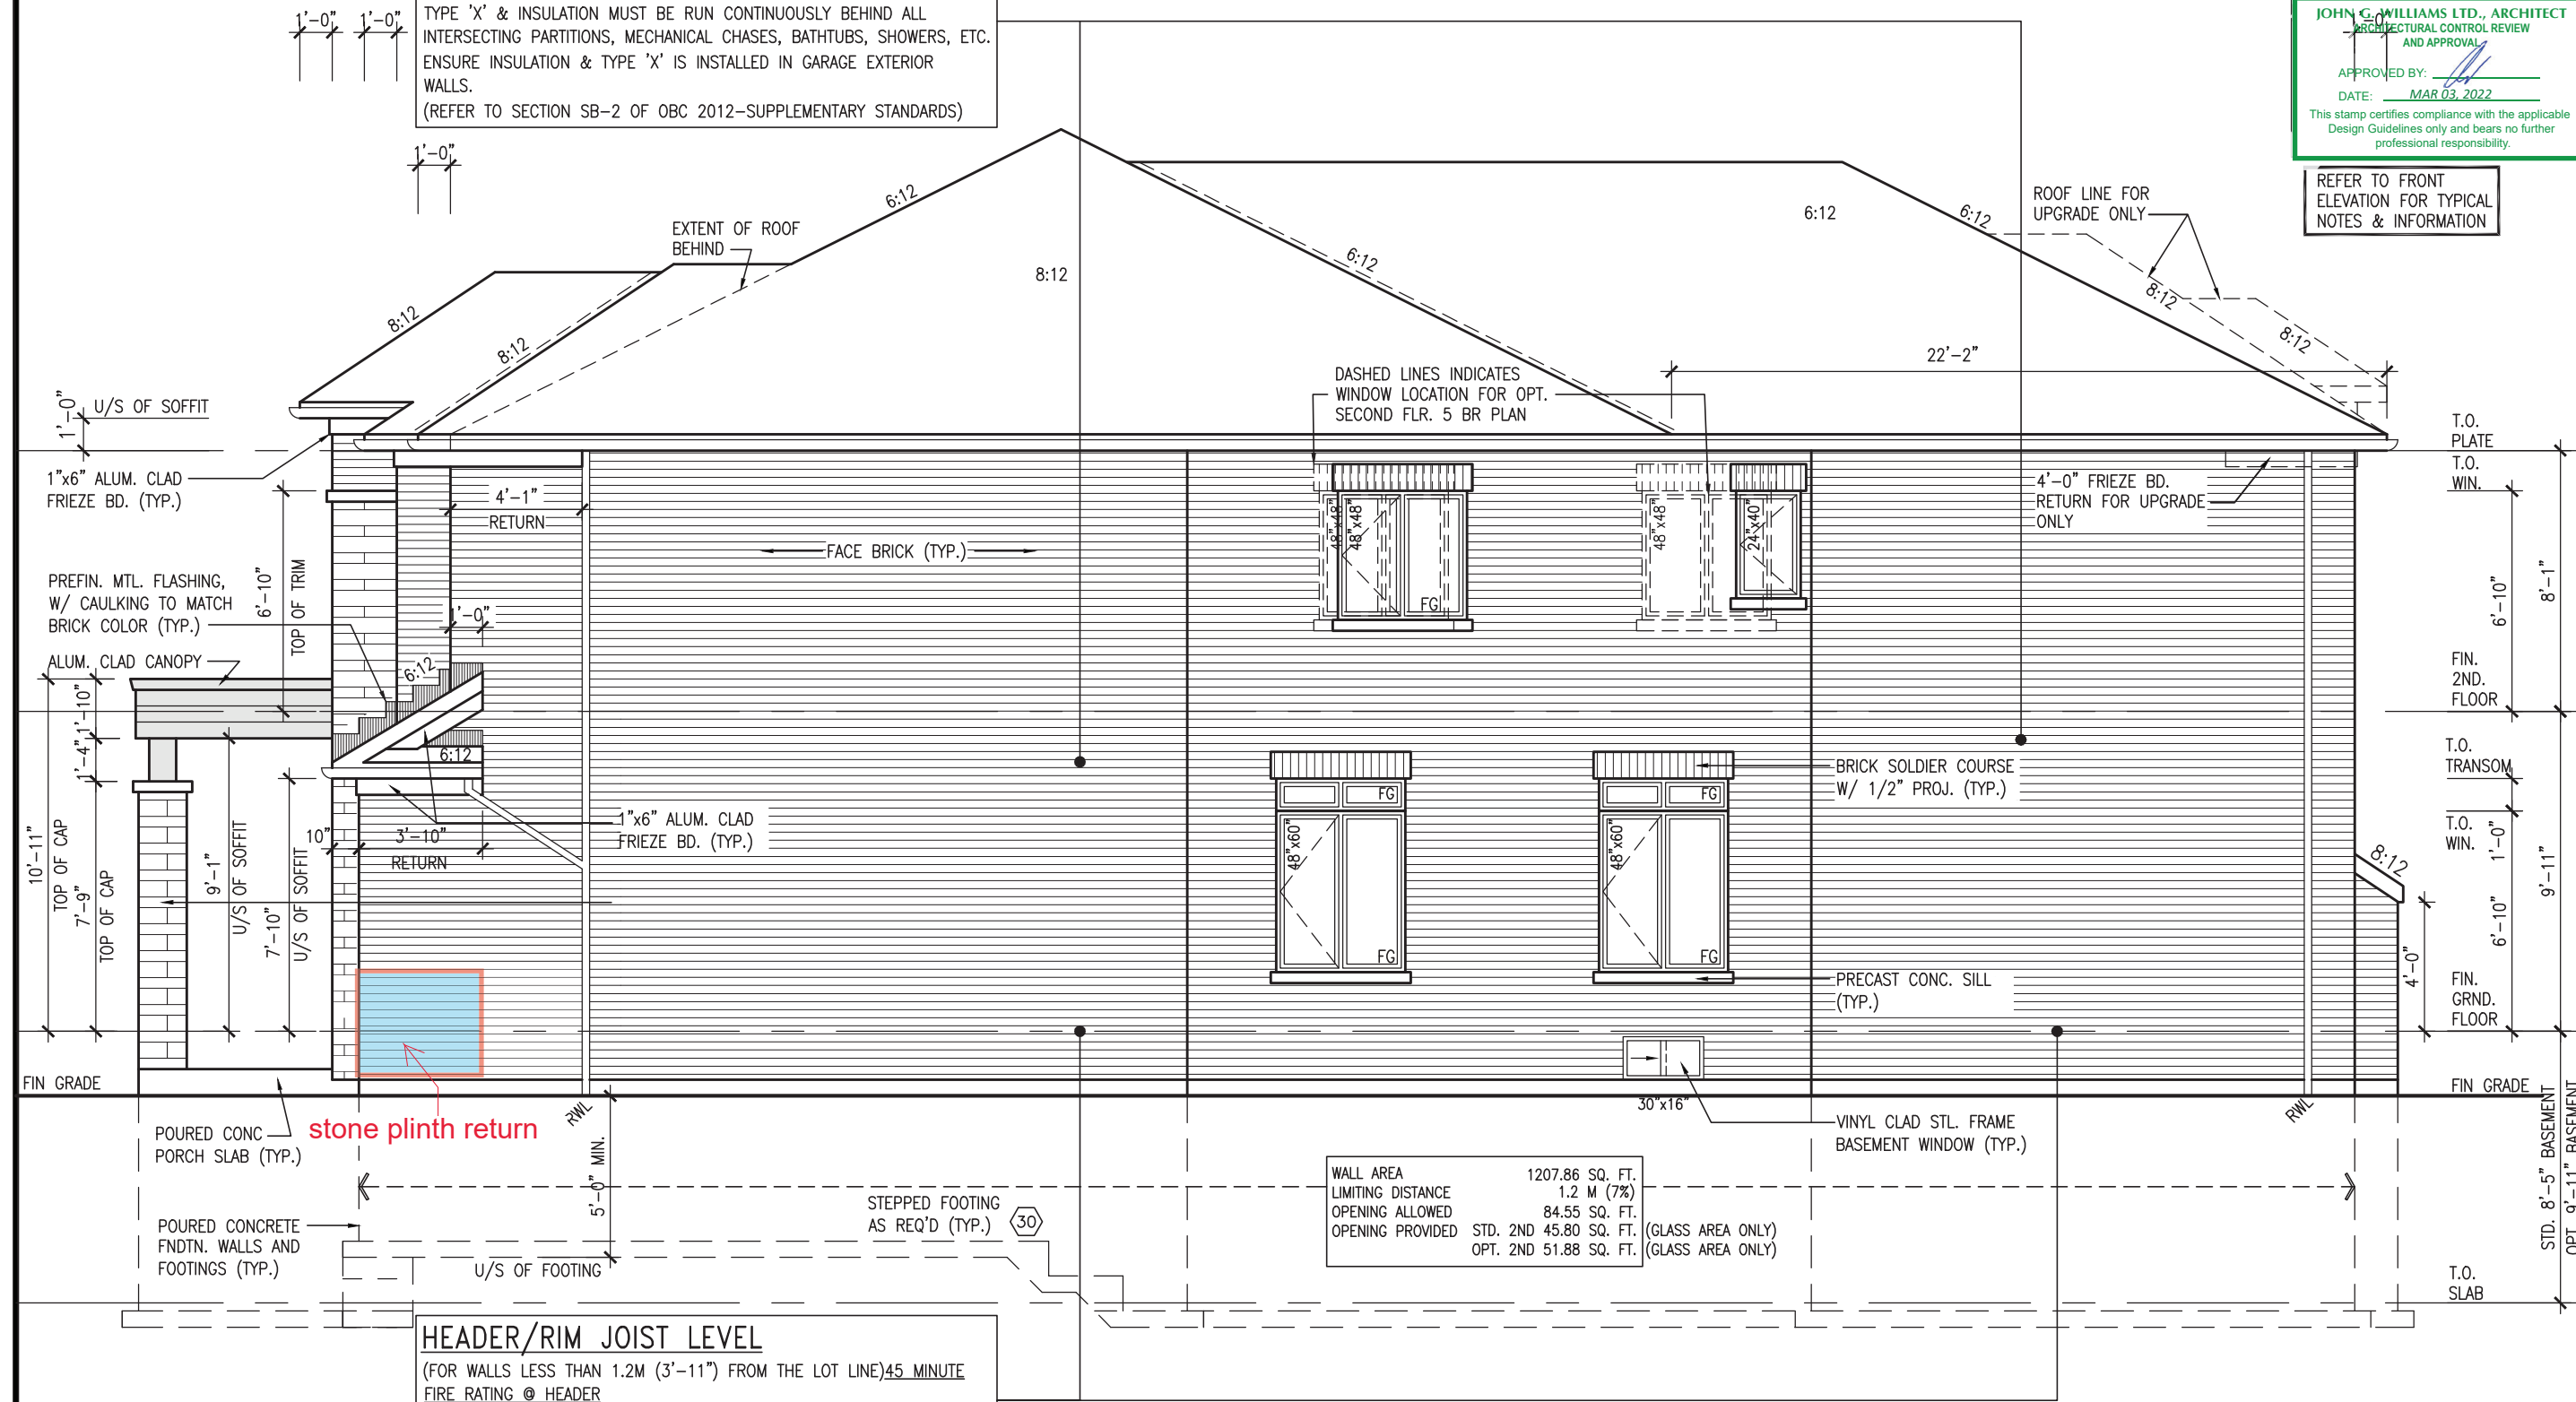 1'-0" 1'-0"
TYPE 'X' & INSULATION MUST BE RUN CONTINUOUSLY BEHIND ALL
INTERSECTING PARTITIONS, MECHANICAL CHASES, BATHTUBS, SHOWERS, ETC.
ENSURE INSULATION & TYPE 'X' IS INSTALLED IN GARAGE EXTERIOR
WALLS.
(REFER TO SECTION SB-2 OF OBC 2012-SUPPLEMENTARY STANDARDS)
JOHN G. WILLIAMS LTD., ARCHITECT
1'-0"
ARCHITECTURAL CONTROL REVIEW
AND APPROVAL
APPROVED BY:
DATE: MAR 03, 2022
This stamp certifies compliance with the applicable
Design Guidelines only and bears no further
professional responsibility.
REFER TO FRONT
ELEVATION FOR TYPICAL
NOTES & INFORMATION
1'-0"
EXTENT OF ROOF
BEHIND
6:12
8:12
6:12
6:12
6:12
ROOF LINE FOR
UPGRADE ONLY
8:12
8:12
8:12
8:12
22'-2"
DASHED LINES INDICATES
WINDOW LOCATION FOR OPT.
SECOND FLR. 5 BR PLAN
1'-0"
U/S OF SOFFIT
1"x6" ALUM. CLAD
FRIEZE BD. (TYP.)
4'-1"
RETURN
FACE BRICK (TYP.)
48"x48"
48"x48"
FG
48"x48"
24"x40"
4'-0" FRIEZE BD.
RETURN FOR UPGRADE
ONLY
T.O.
PLATE
T.O.
WIN.
6'-10"
8'-1"
FIN.
2ND.
FLOOR
PREFIN. MTL. FLASHING,
W/ CAULKING TO MATCH
BRICK COLOR (TYP.)
6'-10"
TOP OF TRIM
1'-0"
ALUM. CLAD CANOPY
6:12
6:12
1'-10"
1'-4"
10'-11"
TOP OF CAP
7'-9"
TOP OF CAP
9'-1"
U/S OF SOFFIT
7'-10"
U/S OF SOFFIT
10"
3'-10"
RETURN
1"x6" ALUM. CLAD
FRIEZE BD. (TYP.)
FG
48"x60"
FG
FG
48"x60"
FG
BRICK SOLDIER COURSE
W/ 1/2" PROJ. (TYP.)
PRECAST CONC. SILL
(TYP.)
8:12
4'-0"
T.O.
TRANSOM
T.O.
WIN.
1'-0"
6'-10"
9'-11"
FIN.
GRND.
FLOOR
FIN GRADE
FIN GRADE
stone plinth return
POURED CONC
PORCH SLAB (TYP.)
RWL
30"x16"
VINYL CLAD STL. FRAME
BASEMENT WINDOW (TYP.)
RWL
5'-0" MIN.
POURED CONCRETE
FNDTN. WALLS AND
FOOTINGS (TYP.)
U/S OF FOOTING
STEPPED FOOTING
AS REQ'D (TYP.) 30
WALL AREA 1207.86 SQ. FT.
LIMITING DISTANCE 1.2 M (7%)
OPENING ALLOWED 84.55 SQ. FT.
OPENING PROVIDED STD. 2ND 45.80 SQ. FT. (GLASS AREA ONLY)
OPT. 2ND 51.88 SQ. FT. (GLASS AREA ONLY)
STD. 8'-5" BASEMENT
OPT. 9'-11" BASEMENT
T.O.
SLAB
HEADER/RIM JOIST LEVEL
(FOR WALLS LESS THAN 1.2M (3'-11") FROM THE LOT LINE)45 MINUTE
FIRE RATING @ HEADER